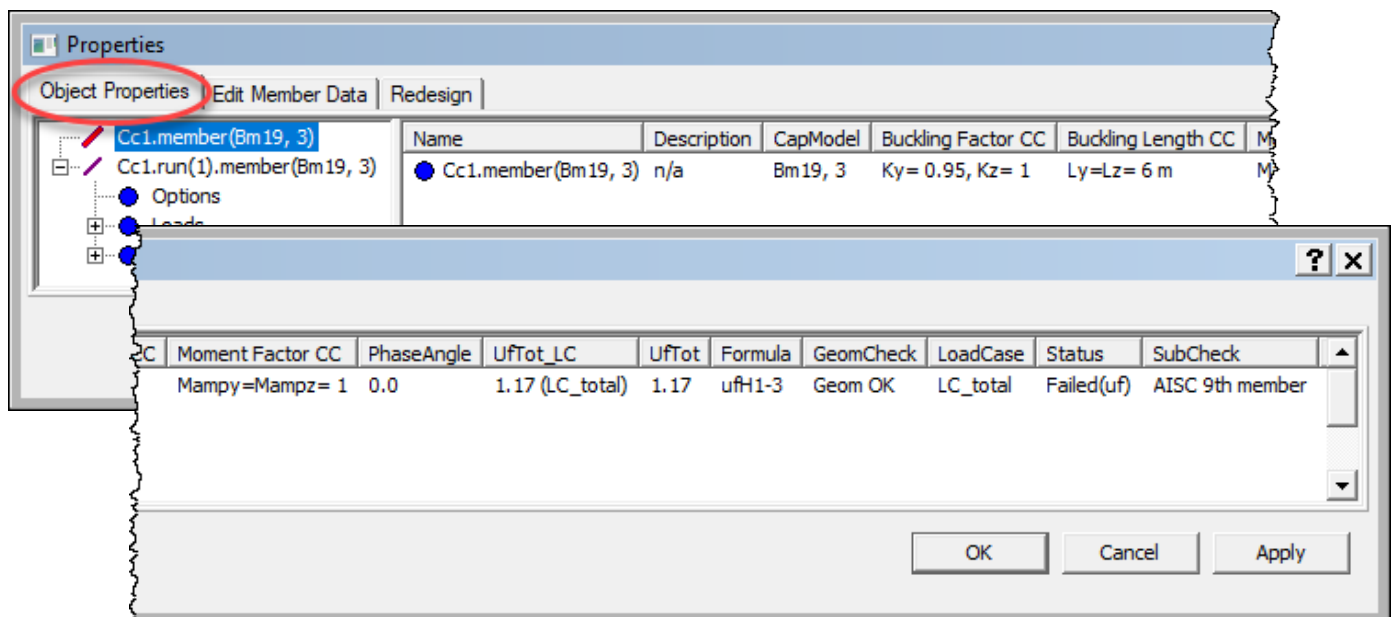 Properties
Object Properties Edit Member Data Redesign
Cc1.member(Bm19, 3) Name Description CapModel Buckling Factor CC Buckling Length CC M
Cc1.run(1).member(Bm19, 3) Cc1.member(Bm19, 3) n/a Bm19, 3 Ky= 0.95, Kz= 1 Ly=Lz= 6 m M
Options
Loads
? x
CC Moment Factor CC PhaseAngle UfTot_LC UfTot Formula GeomCheck LoadCase Status SubCheck
Mampy=Mampz= 1 0.0 1.17 (LC_total) 1.17 ufH1-3 Geom OK LC_total Failed(uf) AISC 9th member
OK Cancel Apply